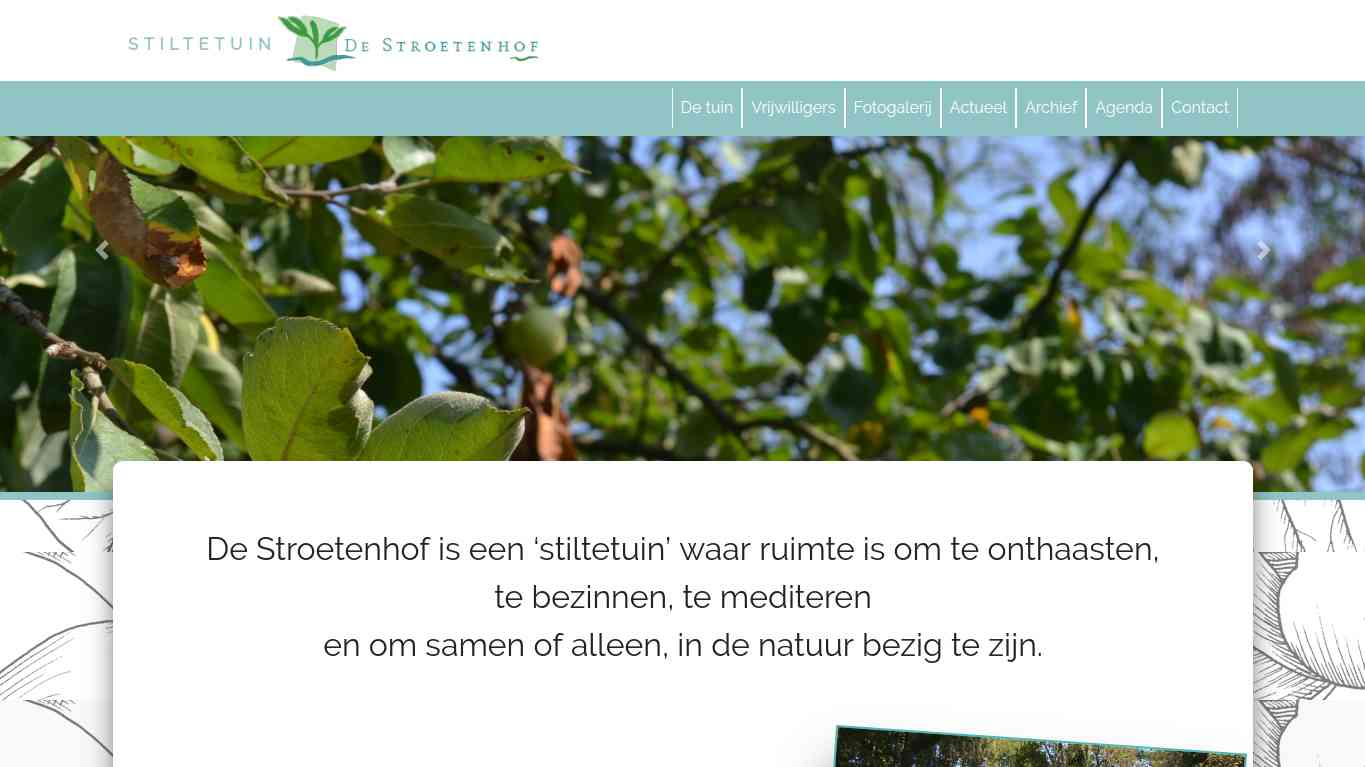 STILTETUIN DE STROETENHOF
De tuin Vrijwilligers Fotogalerij Actueel Archief Agenda Contact
De Stroetenhof is een ‘stiltetuin’ waar ruimte is om te onthaasten,
te bezinnen, te mediteren
en om samen of alleen, in de natuur bezig te zijn.